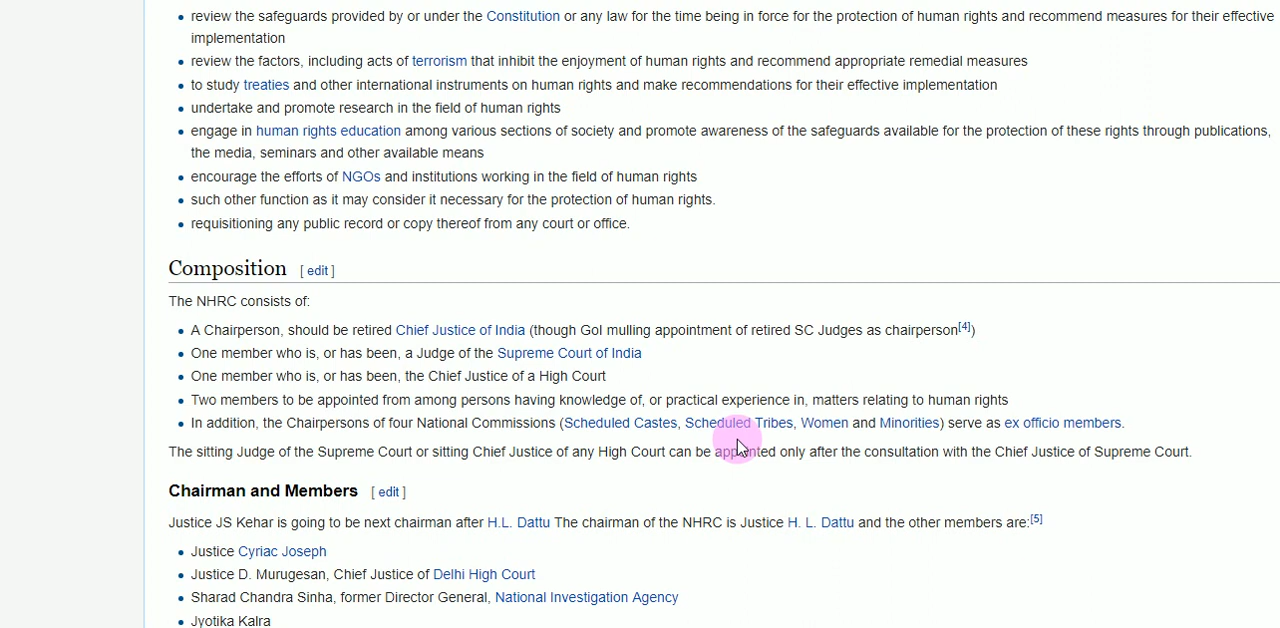 review the safeguards provided by or under the Constitution or any law for the time being in force for the protection of human rights and recommend measures for their effective
implementation
review the factors, including acts of terrorism that inhibit the enjoyment of human rights and recommend appropriate remedial measures
to study treaties and other international instruments on human rights and make recommendations for their effective implementation
undertake and promote research in the field of human rights
engage in human rights education among various sections of society and promote awareness of the safeguards available for the protection of these rights through publications,
the media, seminars and other available means
encourage the efforts of NGOs and institutions working in the field of human rights
such other function as it may consider it necessary for the protection of human rights.
requisitioning any public record or copy thereof from any court or office.
Composition [ edit ]
The NHRC consists of:
A Chairperson, should be retired Chief Justice of India (though GoI mulling appointment of retired SC Judges as chairperson[4])
One member who is, or has been, a Judge of the Supreme Court of India
One member who is, or has been, the Chief Justice of a High Court
Two members to be appointed from among persons having knowledge of, or practical experience in, matters relating to human rights
In addition, the Chairpersons of four National Commissions (Scheduled Castes, Scheduled Tribes, Women and Minorities) serve as ex officio members.
The sitting Judge of the Supreme Court or sitting Chief Justice of any High Court can be appointed only after the consultation with the Chief Justice of Supreme Court.
Chairman and Members [ edit ]
Justice JS Kehar is going to be next chairman after H.L. Dattu The chairman of the NHRC is Justice H. L. Dattu and the other members are:[5]
Justice Cyriac Joseph
Justice D. Murugesan, Chief Justice of Delhi High Court
Sharad Chandra Sinha, former Director General, National Investigation Agency
Jyotika Kalra